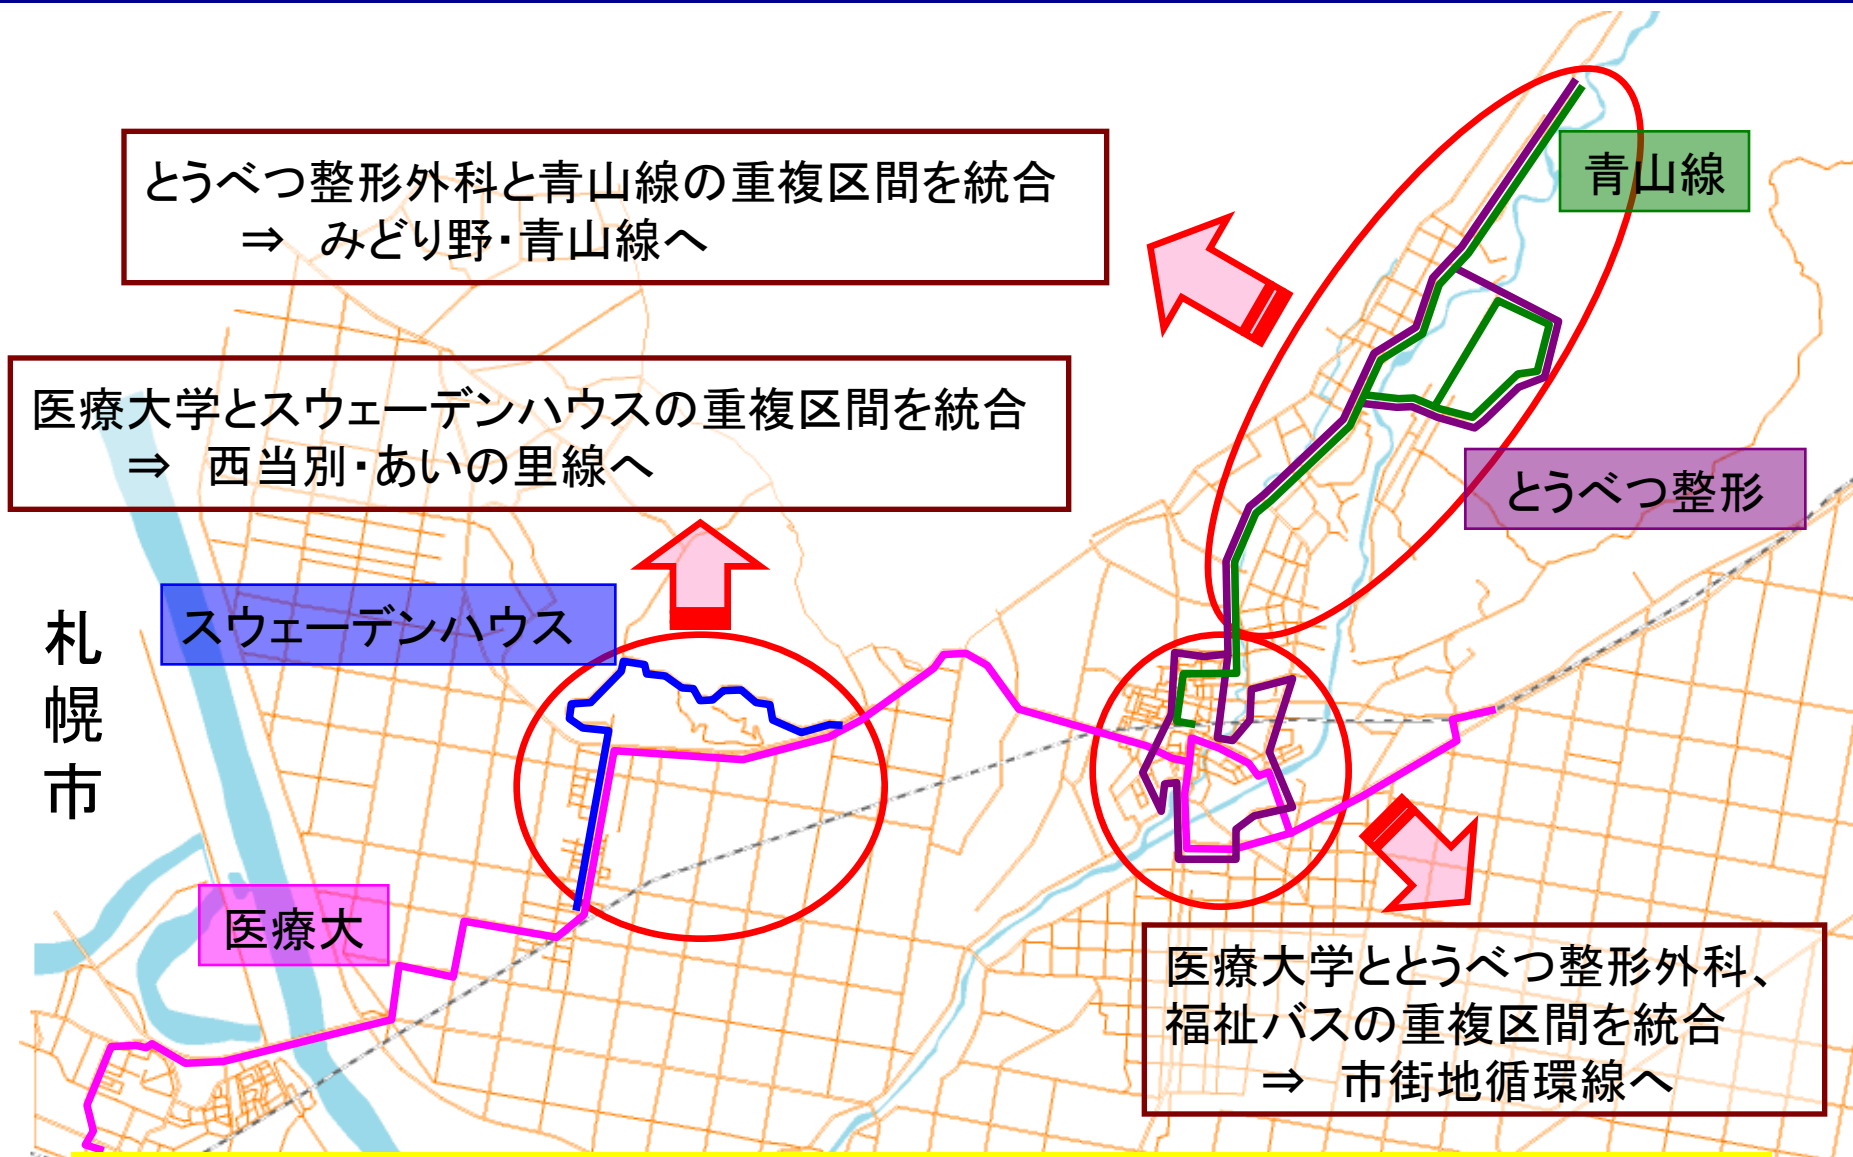 とうべつ整形外科と青山線の重複区間を統合
⇒ みどり野・青山線へ
青山線
医療大学とスウェーデンハウスの重複区間を統合
⇒ 西当別・あいの里線へ
とうべつ整形
スウェーデンハウス
札幌市
医療大
医療大学ととうべつ整形外科、
福祉バスの重複区間を統合
⇒ 市街地循環線へ